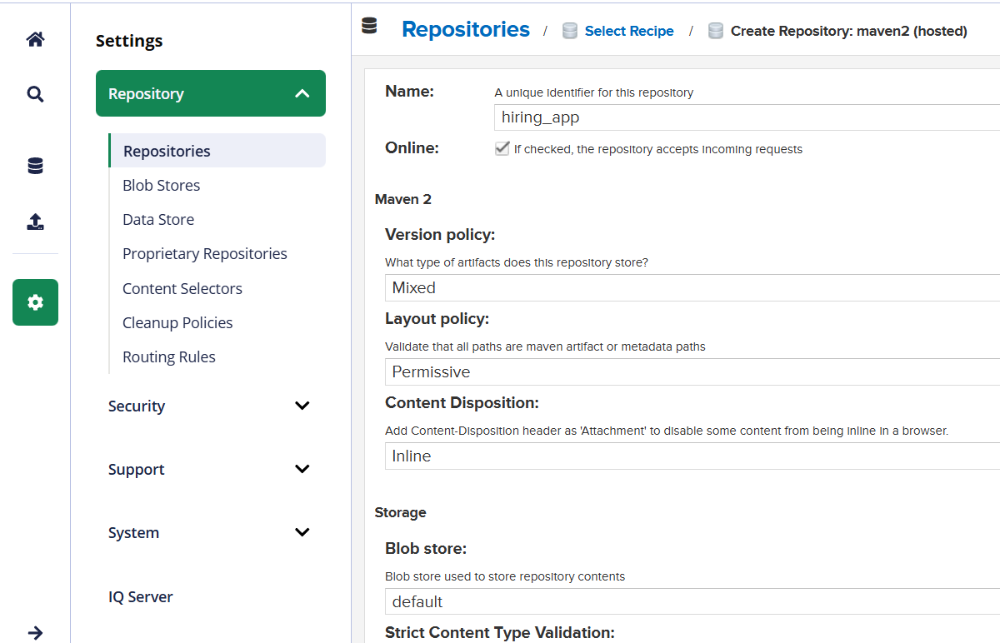 Settings
Repository
Repositories
Blob Stores
Data Store
Proprietary Repositories
Content Selectors
Cleanup Policies
Routing Rules
Security
Support
System
IQ Server
Repositories / Select Recipe / Create Repository: maven2 (hosted)
Name: A unique identifier for this repository
hiring_app
Online: If checked, the repository accepts incoming requests
Maven 2
Version policy:
What type of artifacts does this repository store?
Mixed
Layout policy:
Validate that all paths are maven artifact or metadata paths
Permissive
Content Disposition:
Add Content-Disposition header as 'Attachment' to disable some content from being inline in a browser.
Inline
Storage
Blob store:
Blob store used to store repository contents
default
Strict Content Type Validation: